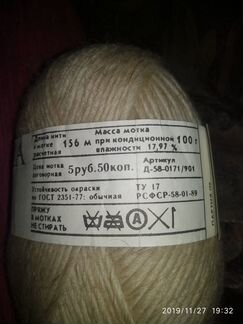 Длина нити в мотке расчетная 156 м
Масса мотка при кондиционной влажности 17,97 % 100 г
Цена мотка договорная 5руб.50коп.
Артикул Д-58-0171/901
Устойчивость окраски по ГОСТ 2351-77: обычная
ТУ 17 РСФСР-58-01-89
ПРЯЖУ
В МОТКАХ
НЕ СТИРАТЬ
А
2019/11/27 19:32